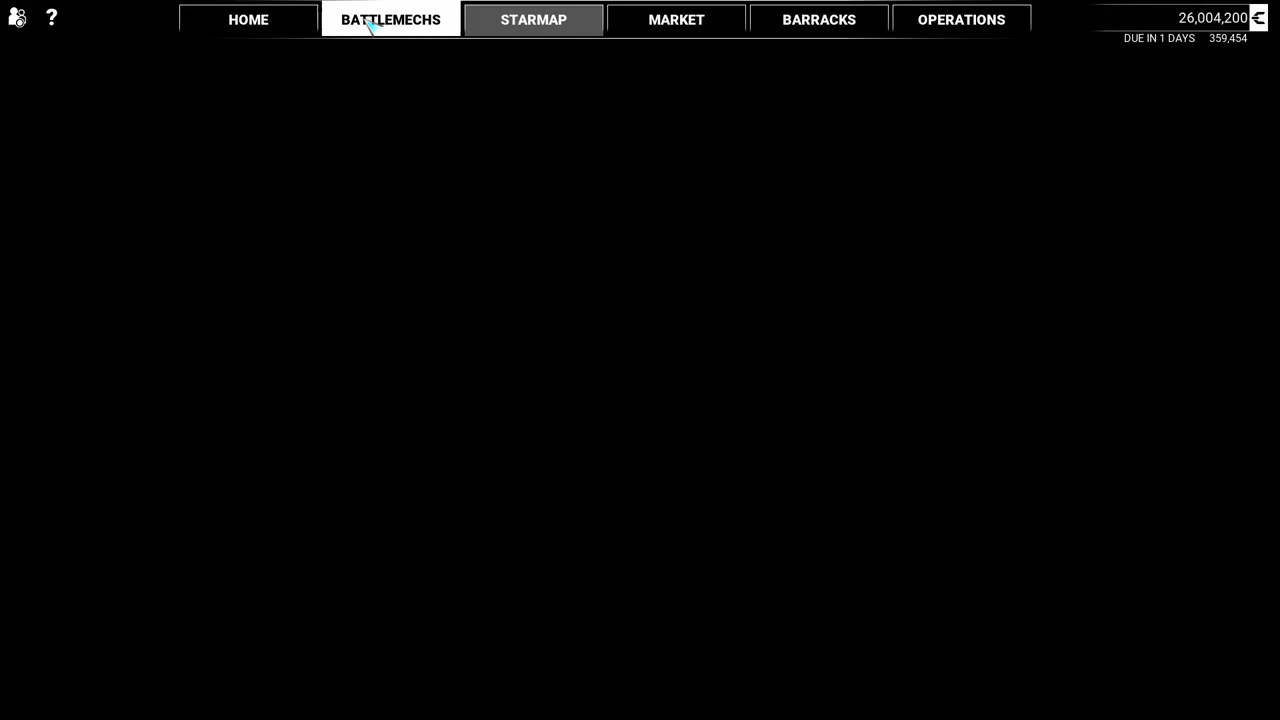 ?
HOME
BATTLEMECHS
STARMAP
MARKET
BARRACKS
OPERATIONS
26,004,200
DUE IN 1 DAYS 359,454